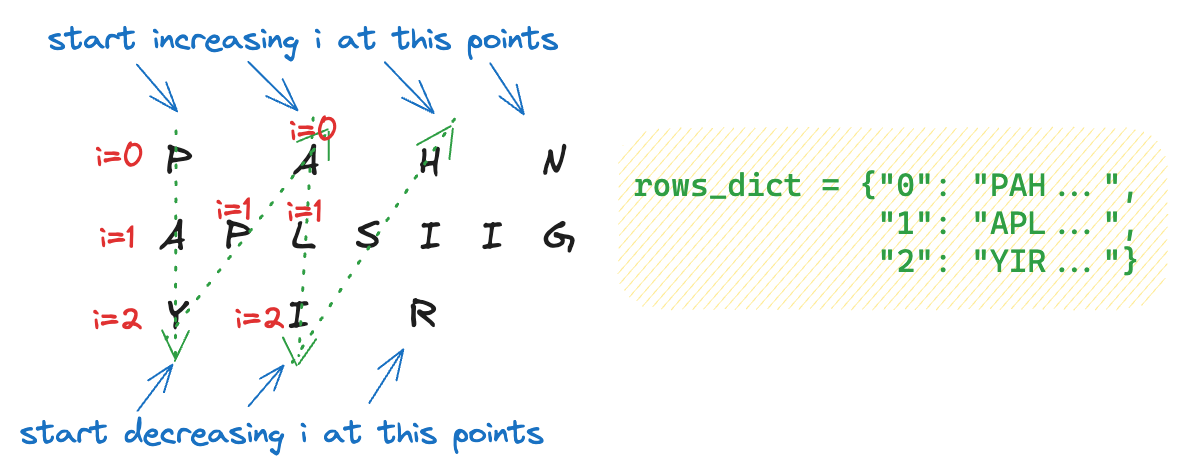 start increasing i at this points
i=0
i=0 P A H N
i=1 i=1
i=1 A P L S I I G
i=2 Y i=2 I R
start decreasing i at this points
rows_dict = {"0": "PAH...",
"1": "APL...",
"2": "YIR..."}